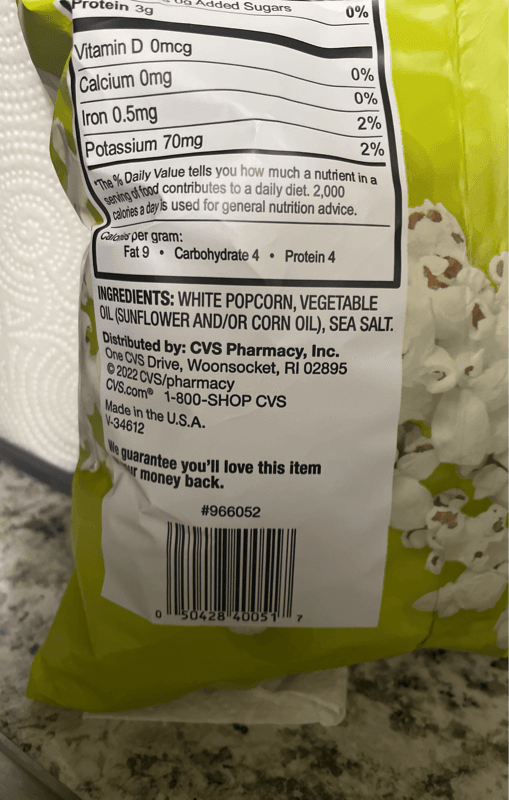 Protein 3g
0g Added Sugars 0%
Vitamin D 0mcg 0%
Calcium 0mg 0%
Iron 0.5mg 2%
Potassium 70mg 2%
*The % Daily Value tells you how much a nutrient in a
serving of food contributes to a daily diet. 2,000
calories a day is used for general nutrition advice.
Calories per gram:
Fat 9 • Carbohydrate 4 • Protein 4
INGREDIENTS: WHITE POPCORN, VEGETABLE
OIL (SUNFLOWER AND/OR CORN OIL), SEA SALT.
Distributed by: CVS Pharmacy, Inc.
One CVS Drive, Woonsocket, RI 02895
© 2022 CVS/pharmacy
CVS.com® 1-800-SHOP CVS
Made in the U.S.A.
V-34612
We guarantee you'll love this item
your money back.
#966052
0 50428 40051 7